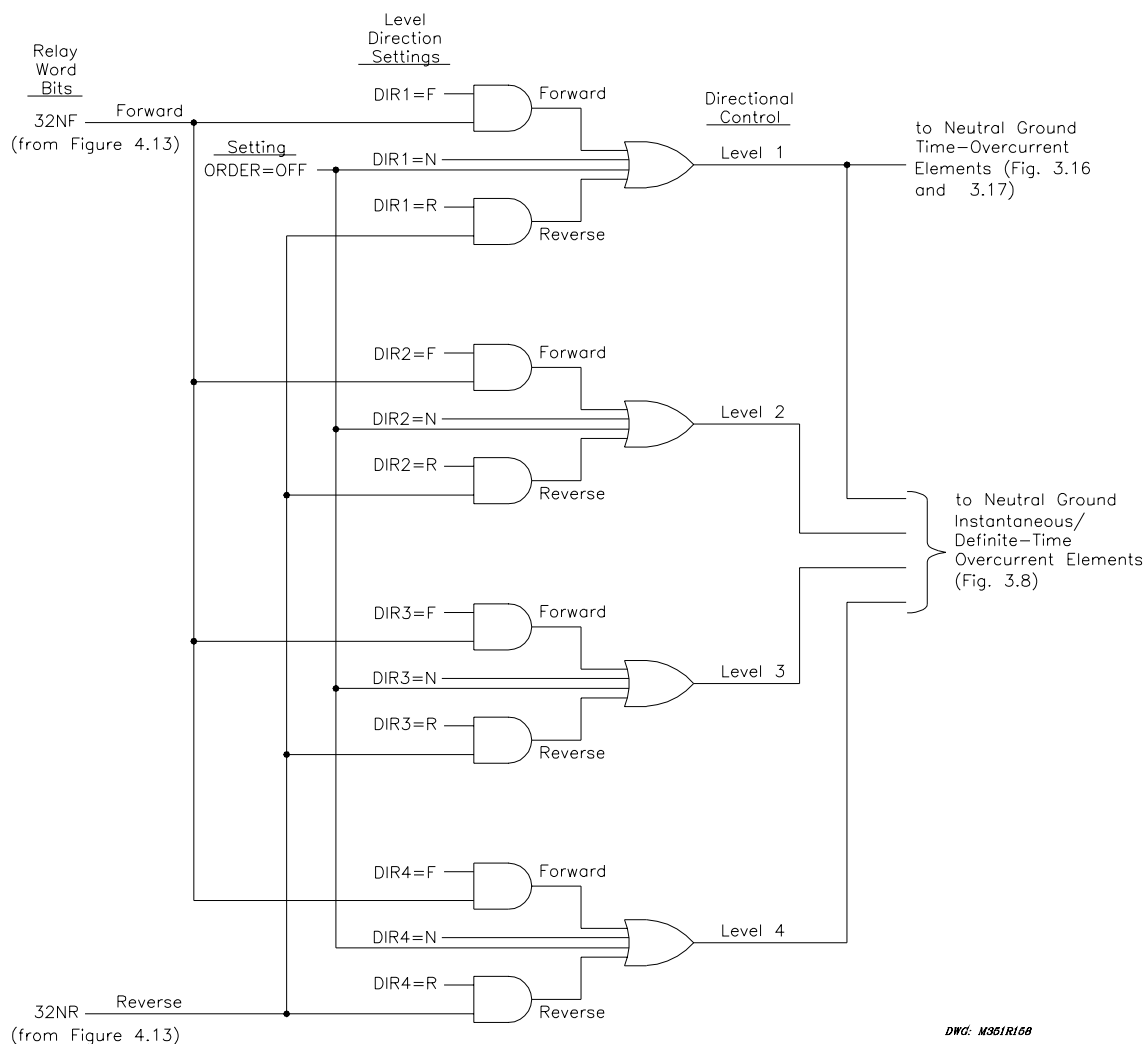 Relay
Word
Bits
32NF
(from Figure 4.13)
Forward
Setting
ORDER=OFF
Level
Direction
Settings
DIR1=F
Forward
DIR1=N
DIR1=R
Reverse
Directional
Control
Level 1
to Neutral Ground
Time-Overcurrent
Elements (Fig. 3.16
and 3.17)
DIR2=F
Forward
DIR2=N
DIR2=R
Reverse
Level 2
to Neutral Ground
Instantaneous/
Definite-Time
Overcurrent Elements
(Fig. 3.8)
DIR3=F
Forward
DIR3=N
DIR3=R
Reverse
Level 3
DIR4=F
Forward
DIR4=N
DIR4=R
Reverse
Level 4
32NR
(from Figure 4.13)
Reverse
DWG: M351R158